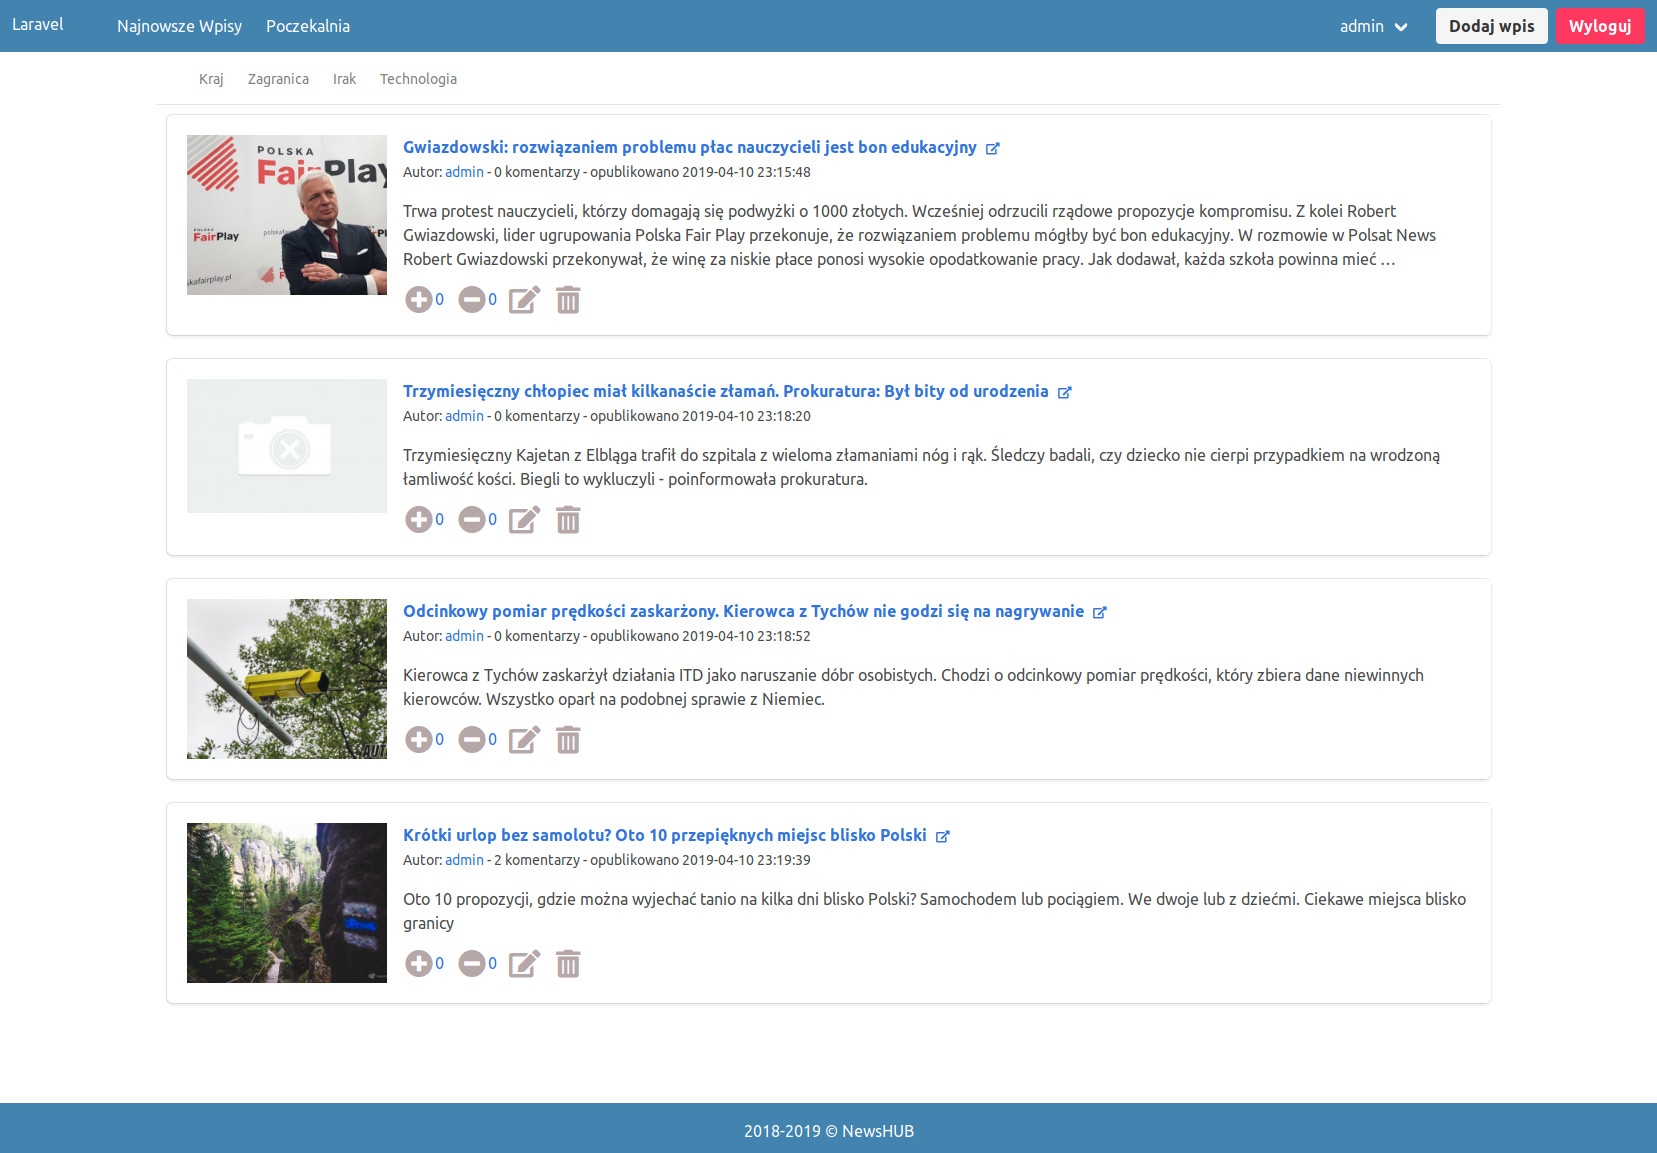 Laravel Najnowsze Wpisy Poczekalnia admin Dodaj wpis Wyloguj
Kraj Zagranica Irak Technologia
POLSKA
FairPlay
FairPlay
skafairplay.pl
Gwiazdowski: rozwiązaniem problemu płac nauczycieli jest bon edukacyjny
Autor: admin - 0 komentarzy - opublikowano 2019-04-10 23:15:48
Trwa protest nauczycieli, którzy domagają się podwyżki o 1000 złotych. Wcześniej odrzucili rządowe propozycje kompromisu. Z kolei Robert
Gwiazdowski, lider ugrupowania Polska Fair Play przekonuje, że rozwiązaniem problemu mógłby być bon edukacyjny. W rozmowie w Polsat News
Robert Gwiazdowski przekonywał, że winę za niskie płace ponosi wysokie opodatkowanie pracy. Jak dodawał, każda szkoła powinna mieć …
0 0
Trzymiesięczny chłopiec miał kilkanaście złamań. Prokuratura: Był bity od urodzenia
Autor: admin - 0 komentarzy - opublikowano 2019-04-10 23:18:20
Trzymiesięczny Kajetan z Elbląga trafił do szpitala z wieloma złamaniami nóg i rąk. Śledczy badali, czy dziecko nie cierpi przypadkiem na wrodzoną
łamliwość kości. Biegli to wykluczyli - poinformowała prokuratura.
0 0
Odcinkowy pomiar prędkości zaskarżony. Kierowca z Tychów nie godzi się na nagrywanie
Autor: admin - 0 komentarzy - opublikowano 2019-04-10 23:18:52
Kierowca z Tychów zaskarżył działania ITD jako naruszanie dóbr osobistych. Chodzi o odcinkowy pomiar prędkości, który zbiera dane niewinnych
kierowców. Wszystko oparł na podobnej sprawie z Niemiec.
0 0
AUT
Krótki urlop bez samolotu? Oto 10 przepięknych miejsc blisko Polski
Autor: admin - 2 komentarzy - opublikowano 2019-04-10 23:19:39
Oto 10 propozycji, gdzie można wyjechać tanio na kilka dni blisko Polski? Samochodem lub pociągiem. We dwoje lub z dziećmi. Ciekawe miejsca blisko
granicy
0 0
2018-2019 © NewsHUB